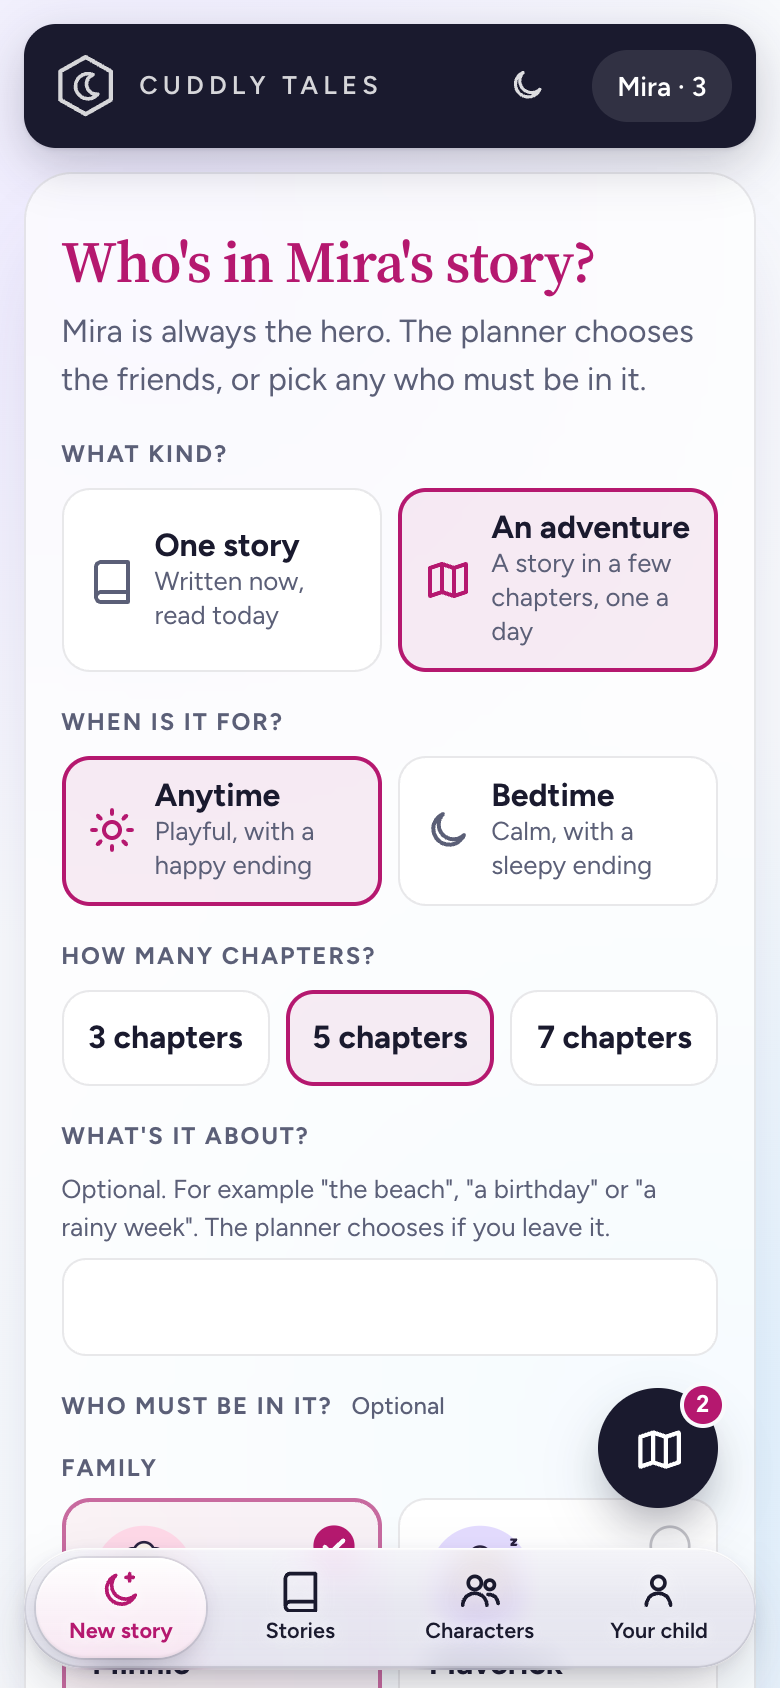 CUDDLY TALES
Mira · 3
Who's in Mira's story?
Mira is always the hero. The planner chooses
the friends, or pick any who must be in it.
WHAT KIND?
One story
Written now,
read today
An adventure
A story in a few
chapters, one a
day
WHEN IS IT FOR?
Anytime
Playful, with a
happy ending
Bedtime
Calm, with a
sleepy ending
HOW MANY CHAPTERS?
3 chapters
5 chapters
7 chapters
WHAT'S IT ABOUT?
Optional. For example "the beach", "a birthday" or "a
rainy week". The planner chooses if you leave it.
WHO MUST BE IN IT? Optional
2
FAMILY
z
New story
Stories
Characters
Your child